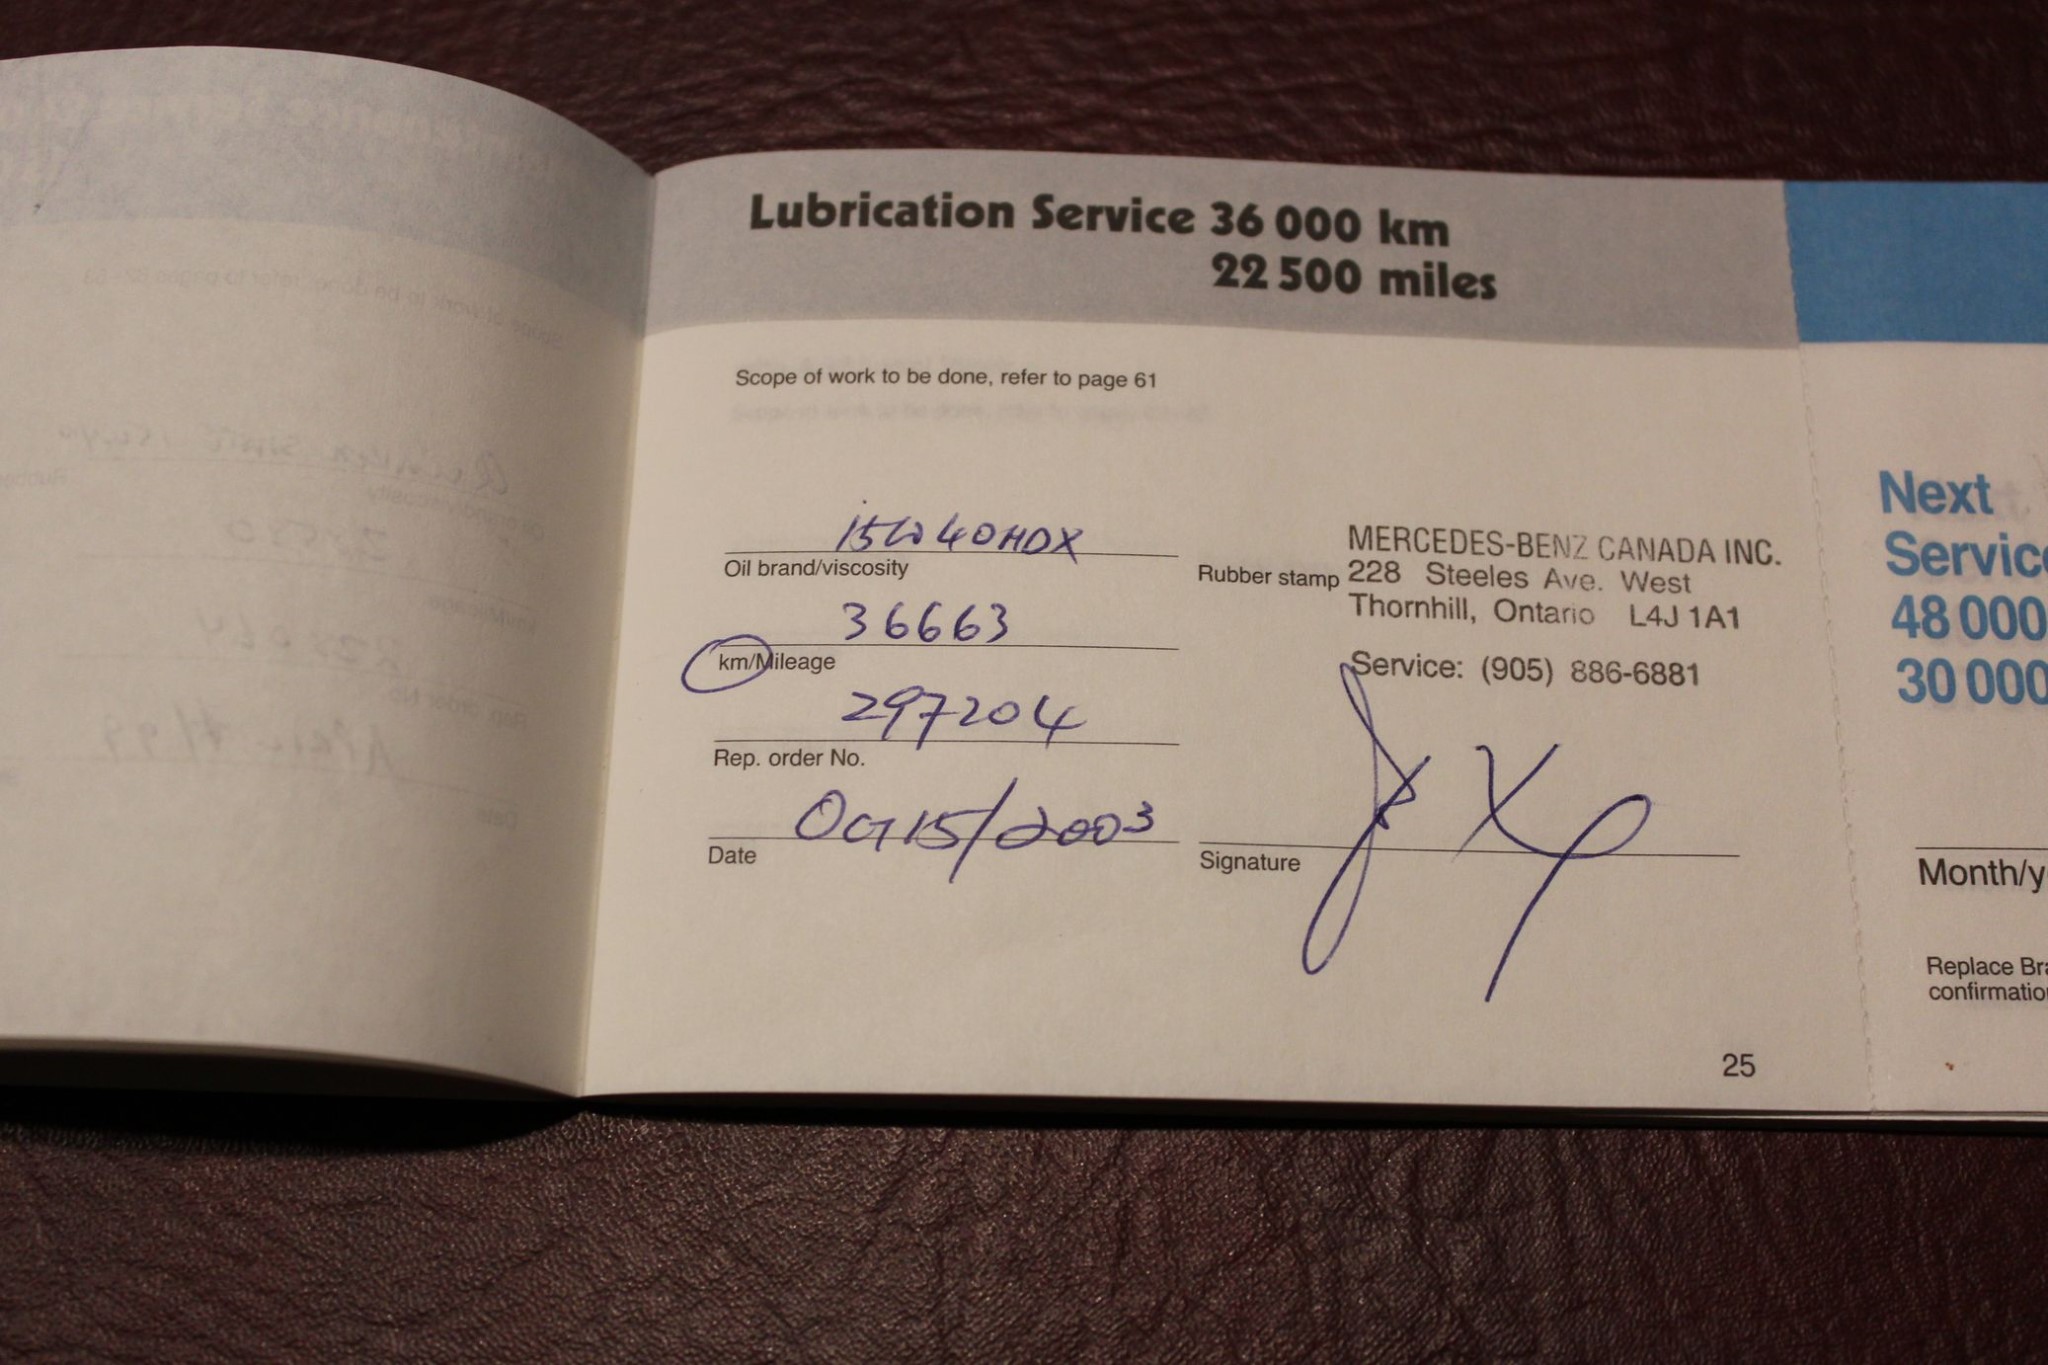 Lubrication Service 36 000 km
22 500 miles
Scope of work to be done, refer to page 61
15W40HDX
Oil brand/viscosity
36663
km/Mileage
297204
Rep. order No.
Oct 15/2003
Date
Rubber stamp
MERCEDES-BENZ CANADA INC.
228 Steeles Ave. West
Thornhill, Ontario L4J 1A1
Service: (905) 886-6881
Signature
25
Next
Service
48 000
30 000
Month/y
Replace Bra
confirmatio